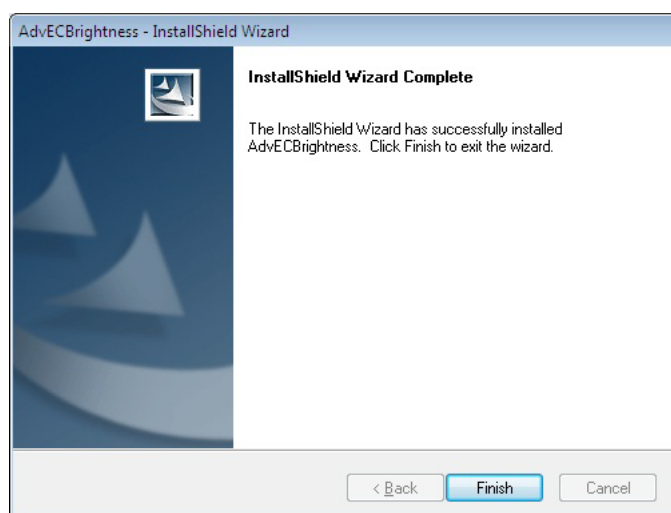 AdvECBrightness - InstallShield Wizard
InstallShield Wizard Complete
The InstallShield Wizard has successfully installed
AdvECBrightness.  Click Finish to exit the wizard.
< Back
Finish
Cancel